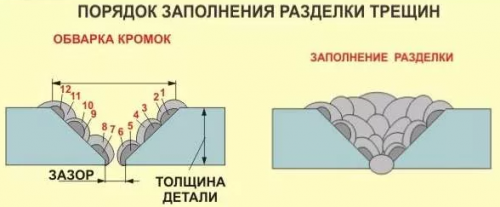 ПОРЯДОК ЗАПОЛНЕНИЯ РАЗДЕЛКИ ТРЕЩИН
ОБВАРКА КРОМОК
ЗАПОЛНЕНИЕ РАЗДЕЛКИ
12 1
11 2
10 3
9 4
8 7 6 5
ЗАЗОР
ТОЛЩИНА
ДЕТАЛИ